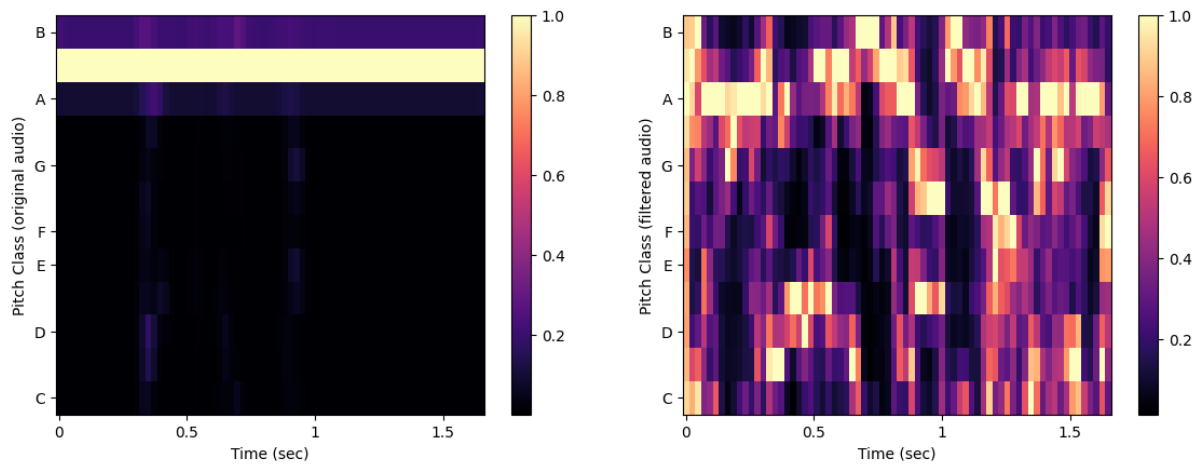 Pitch Class (original audio)
B
A
G
F
E
D
C
0
0.5
1
1.5
Time (sec)
1.0
0.8
0.6
0.4
0.2
Pitch Class (filtered audio)
B
A
G
F
E
D
C
0
0.5
1
1.5
Time (sec)
1.0
0.8
0.6
0.4
0.2